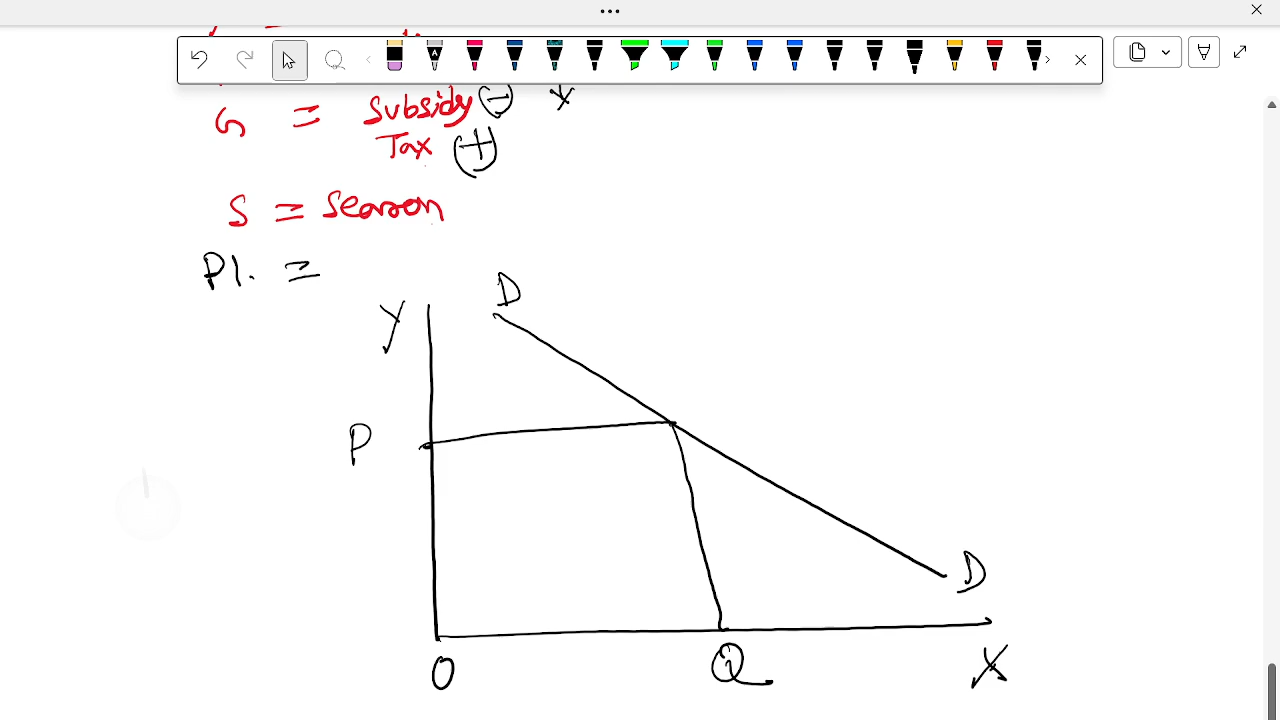 G = Subsidy (-)
Tax (+)
S = season
Pl. =
D
Y
P
D
O
Q
X